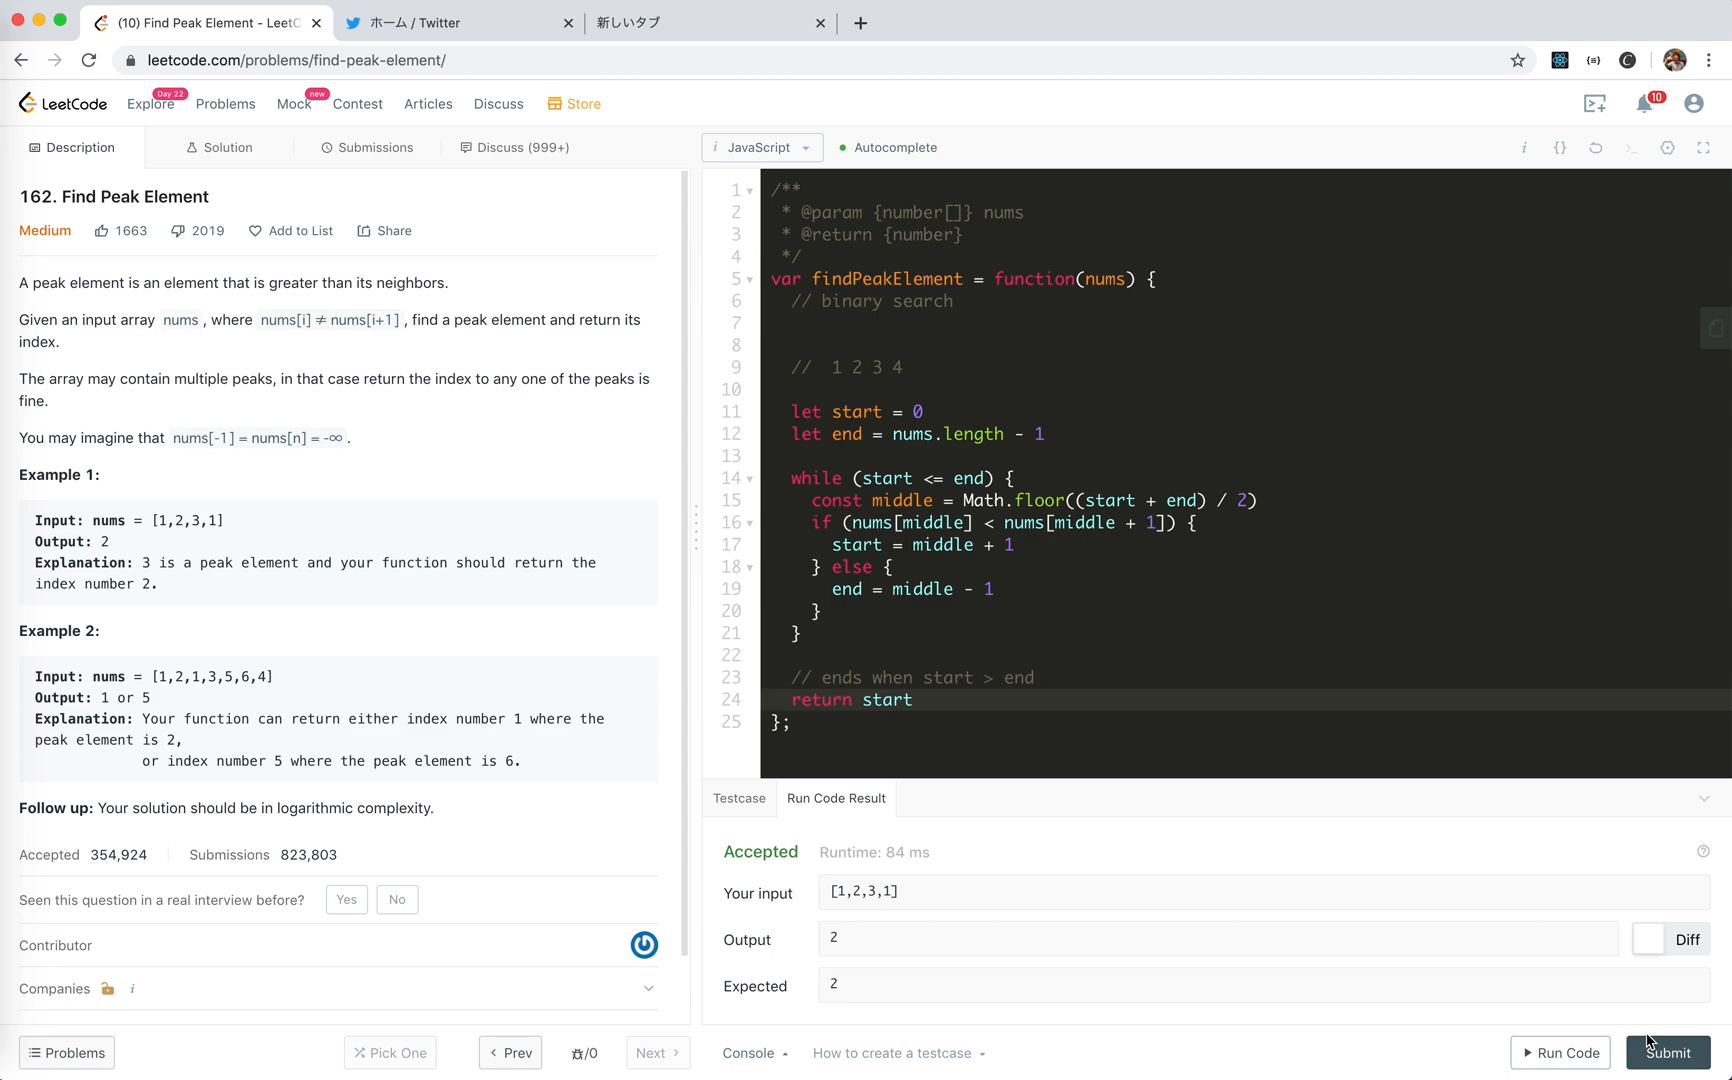 (10) Find Peak Element - LeetC
ホーム / Twitter
新しいタブ
leetcode.com/problems/find-peak-element/
LeetCode
Explore
Day 22
Problems
Mock
new
Contest
Articles
Discuss
Store
10
Description
Solution
Submissions
Discuss (999+)
162. Find Peak Element
Medium
1663
2019
Add to List
Share
A peak element is an element that is greater than its neighbors.
Given an input array nums, where nums[i] ≠ nums[i+1], find a peak element and return its
index.
The array may contain multiple peaks, in that case return the index to any one of the peaks is
fine.
You may imagine that nums[-1] = nums[n] = -∞.
Example 1:
Input: nums = [1,2,3,1]
Output: 2
Explanation: 3 is a peak element and your function should return the
index number 2.
Example 2:
Input: nums = [1,2,1,3,5,6,4]
Output: 1 or 5
Explanation: Your function can return either index number 1 where the
peak element is 2,
or index number 5 where the peak element is 6.
Follow up: Your solution should be in logarithmic complexity.
Accepted 354,924
Submissions 823,803
Seen this question in a real interview before?
Yes
No
Contributor
Companies
i
Problems
Pick One
Prev
/0
Next
i JavaScript
Autocomplete
i {}
1 /**
2 * @param {number[]} nums
3 * @return {number}
4 */
5 var findPeakElement = function(nums) {
6 // binary search
7
8
9 // 1 2 3 4
10
11 let start = 0
12 let end = nums.length - 1
13
14 while (start <= end) {
15 const middle = Math.floor((start + end) / 2)
16 if (nums[middle] < nums[middle + 1]) {
17 start = middle + 1
18 } else {
19 end = middle - 1
20 }
21 }
22
23 // ends when start > end
24 return start
25 };
Testcase
Run Code Result
Accepted
Runtime: 84 ms
Your input
[1,2,3,1]
Output
2
Diff
Expected
2
Console
How to create a testcase
Run Code
Submit